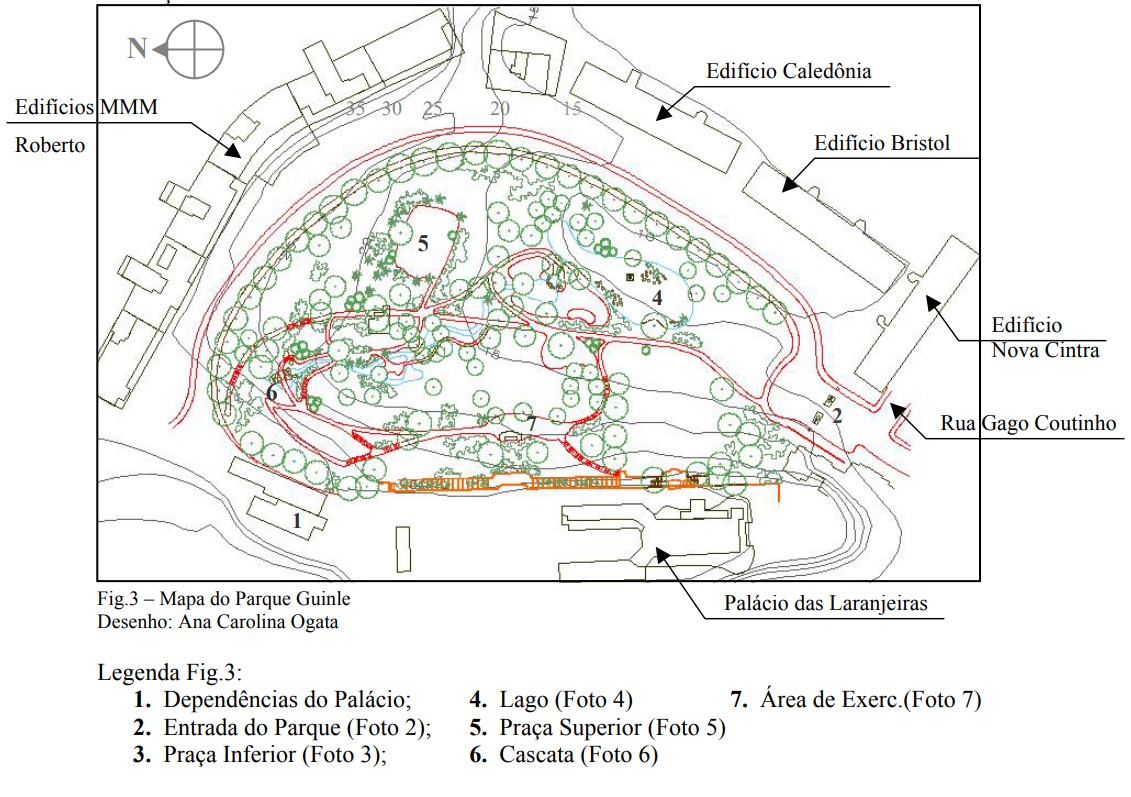 N
35 30 25 20 15
Edifício Caledônia
Edifícios MMM
Roberto
Edifício Bristol
5
4
Edifício
Nova Cintra
6
7
2
Rua Gago Coutinho
1
Palácio das Laranjeiras
Fig.3 – Mapa do Parque Guinle
Desenho: Ana Carolina Ogata
Legenda Fig.3:
1. Dependências do Palácio;
2. Entrada do Parque (Foto 2);
3. Praça Inferior (Foto 3);
4. Lago (Foto 4)
5. Praça Superior (Foto 5)
6. Cascata (Foto 6)
7. Área de Exerc.(Foto 7)